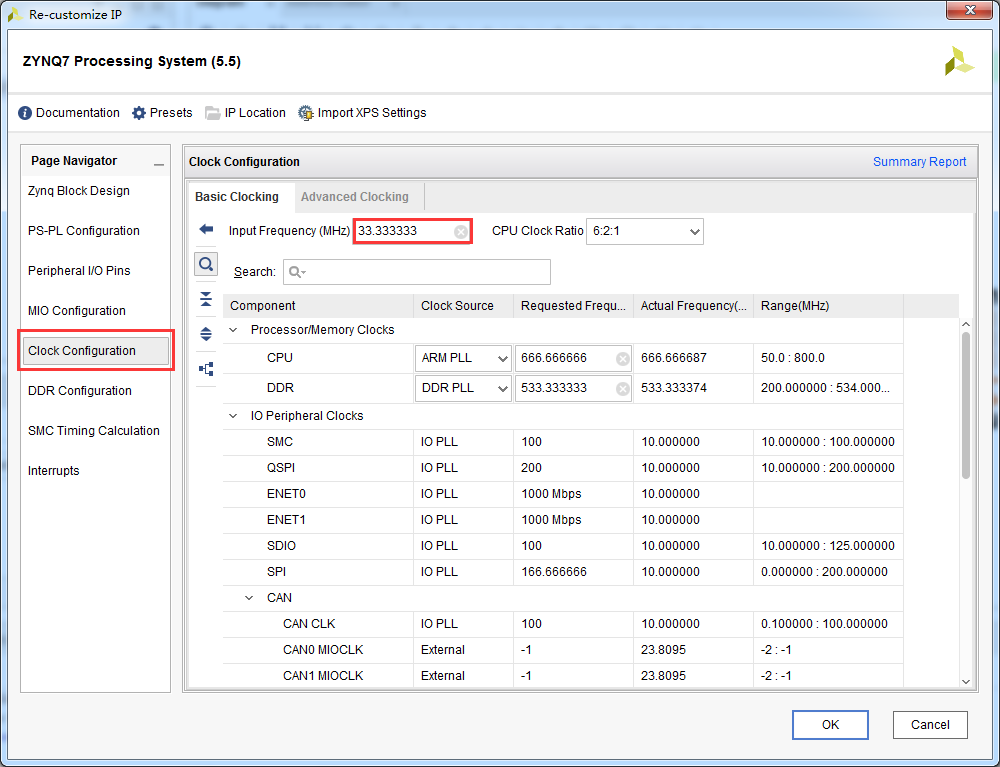 Re-customize IP
ZYNQ7 Processing System (5.5)
Documentation Presets IP Location Import XPS Settings
Page Navigator
Zynq Block Design
PS-PL Configuration
Peripheral I/O Pins
MIO Configuration
Clock Configuration
DDR Configuration
SMC Timing Calculation
Interrupts
Clock Configuration Summary Report
Basic Clocking Advanced Clocking
Input Frequency (MHz) 33.333333 CPU Clock Ratio 6:2:1
Search:
Component Clock Source Requested Frequ... Actual Frequency(... Range(MHz)
Processor/Memory Clocks
CPU ARM PLL 666.666666 666.666687 50.0 : 800.0
DDR DDR PLL 533.333333 533.333374 200.000000 : 534.000...
IO Peripheral Clocks
SMC IO PLL 100 10.000000 10.000000 : 100.000000
QSPI IO PLL 200 10.000000 10.000000 : 200.000000
ENET0 IO PLL 1000 Mbps 10.000000
ENET1 IO PLL 1000 Mbps 10.000000
SDIO IO PLL 100 10.000000 10.000000 : 125.000000
SPI IO PLL 166.666666 10.000000 0.000000 : 200.000000
CAN
CAN CLK IO PLL 100 10.000000 0.100000 : 100.000000
CAN0 MIOCLK External -1 23.8095 -2 : -1
CAN1 MIOCLK External -1 23.8095 -2 : -1
OK Cancel